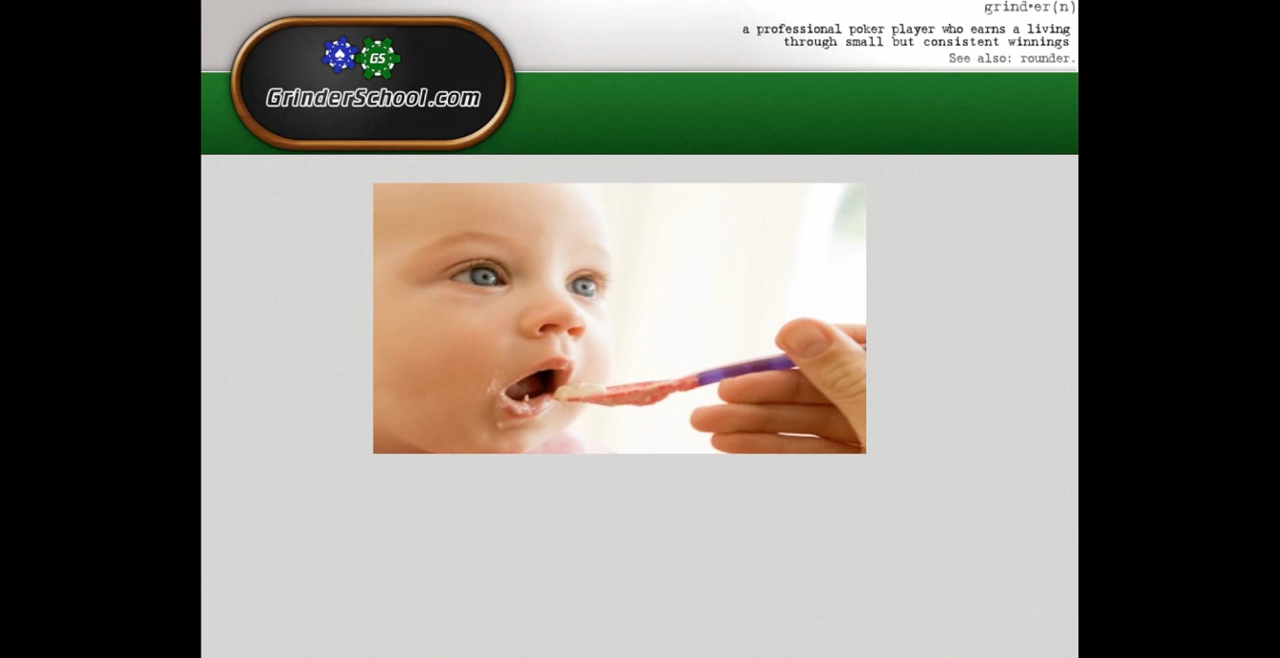 grind•er(n)
a professional poker player who earns a living
through small but consistent winnings
See also: rounder.
GS
GrinderSchool.com